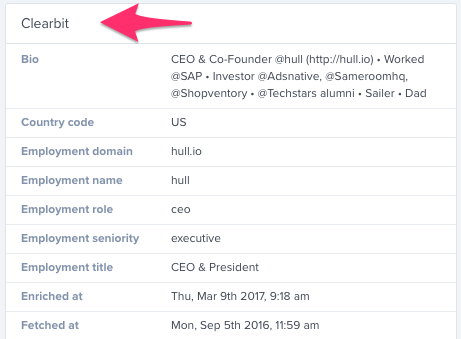 Clearbit
Bio CEO & Co-Founder @hull (http://hull.io) • Worked
@SAP • Investor @Adsnative, @Sameroomhq,
@Shopventory • @Techstars alumni • Sailer • Dad
Country code US
Employment domain hull.io
Employment name hull
Employment role ceo
Employment seniority executive
Employment title CEO & President
Enriched at Thu, Mar 9th 2017, 9:18 am
Fetched at Mon, Sep 5th 2016, 11:59 am